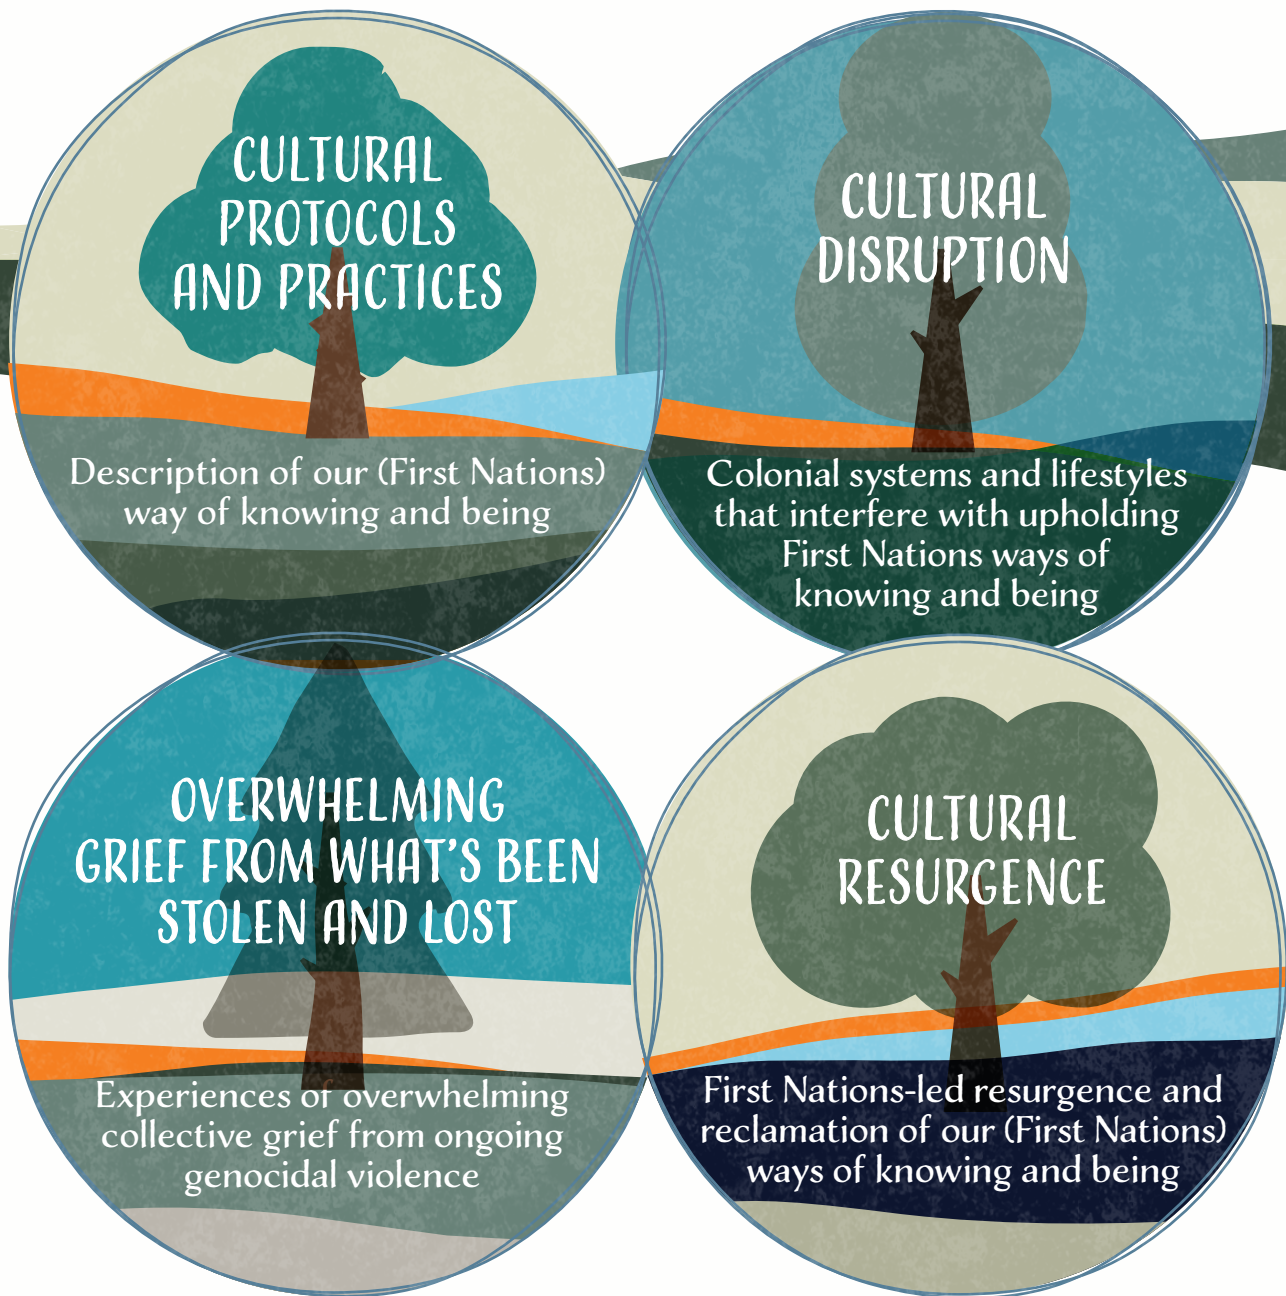 CULTURAL
PROTOCOLS
AND PRACTICES
Description of our (First Nations)
way of knowing and being
CULTURAL
DISRUPTION
Colonial systems and lifestyles
that interfere with upholding
First Nations ways of
knowing and being
OVERWHELMING
GRIEF FROM WHAT'S BEEN
STOLEN AND LOST
Experiences of overwhelming
collective grief from ongoing
genocidal violence
CULTURAL
RESURGENCE
First Nations-led resurgence and
reclamation of our (First Nations)
ways of knowing and being